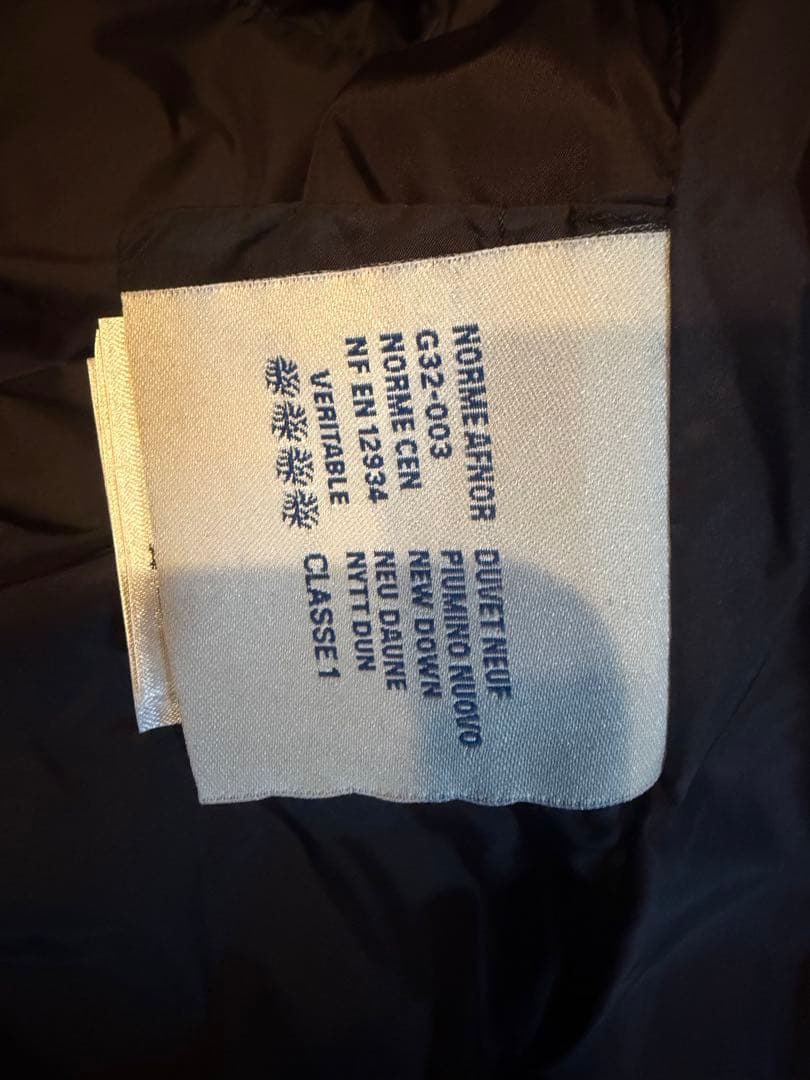 NORME AFNOR
G32-003
NORME CEN
NF EN 12934
VERITABLE
DUVET NEUF
PIUMINO NUOVO
NEW DOWN
NEU DAUNE
NYTT DUN
CLASSE 1